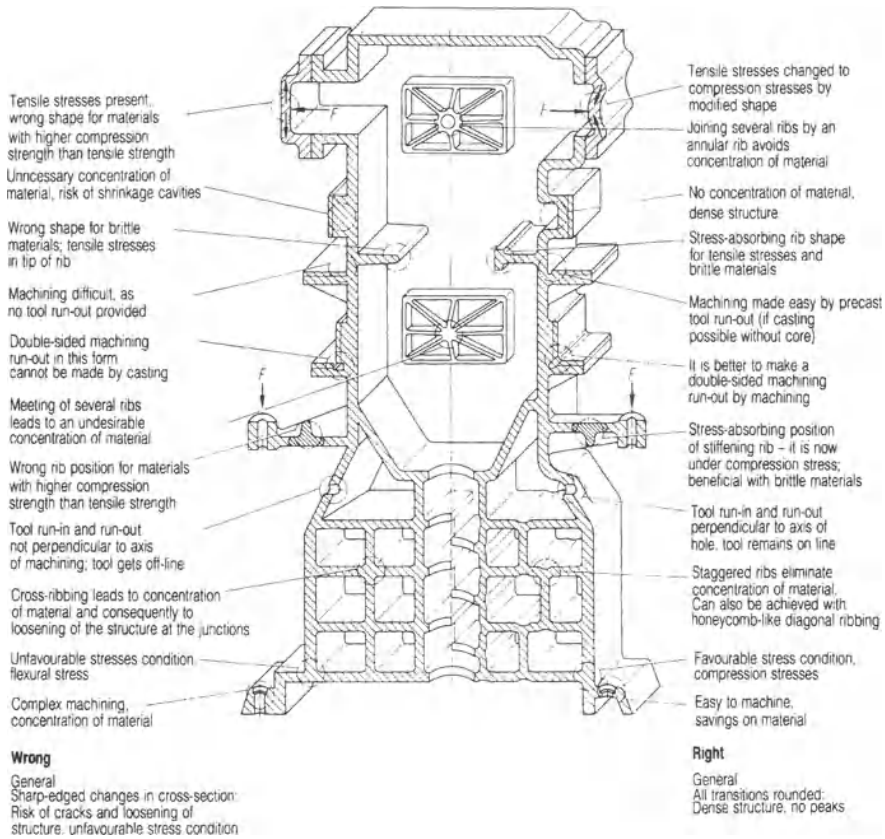 Tensile stresses present,
wrong shape for materials
with higher compression
strength than tensile strength
Unncessary concentration of
material, risk of shrinkage cavities
Wrong shape for brittle
materials; tensile stresses
in tip of rib
Machining difficult, as
no tool run-out provided
Double-sided machining
run-out in this form
cannot be made by casting
Meeting of several ribs
leads to an undesirable
concentration of material
Wrong rib position for materials
with higher compression
strength than tensile strength
Tool run-in and run-out
not perpendicular to axis
of machining; tool gets off-line
Cross-ribbing leads to concentration
of material and consequently to
loosening of the structure at the junctions
Unfavourable stresses condition,
flexural stress
Complex machining,
concentration of material
Wrong
General
Sharp-edged changes in cross-section:
Risk of cracks and loosening of
structure, unfavourable stress condition
F
F
F
F
Tensile stresses changed to
compression stresses by
modified shape
Joining several ribs by an
annular rib avoids
concentration of material
No concentration of material,
dense structure
Stress-absorbing rib shape
for tensile stresses and
brittle materials
Machining made easy by precast
tool run-out (if casting
possible without core)
It is better to make a
double-sided machining
run-out by machining
Stress-absorbing position
of stiffening rib – it is now
under compression stress;
beneficial with brittle materials
Tool run-in and run-out
perpendicular to axis of
hole, tool remains on line
Staggered ribs eliminate
concentration of material.
Can also be achieved with
honeycomb-like diagonal ribbing
Favourable stress condition,
compression stresses
Easy to machine,
savings on material
Right
General
All transitions rounded:
Dense structure, no peaks